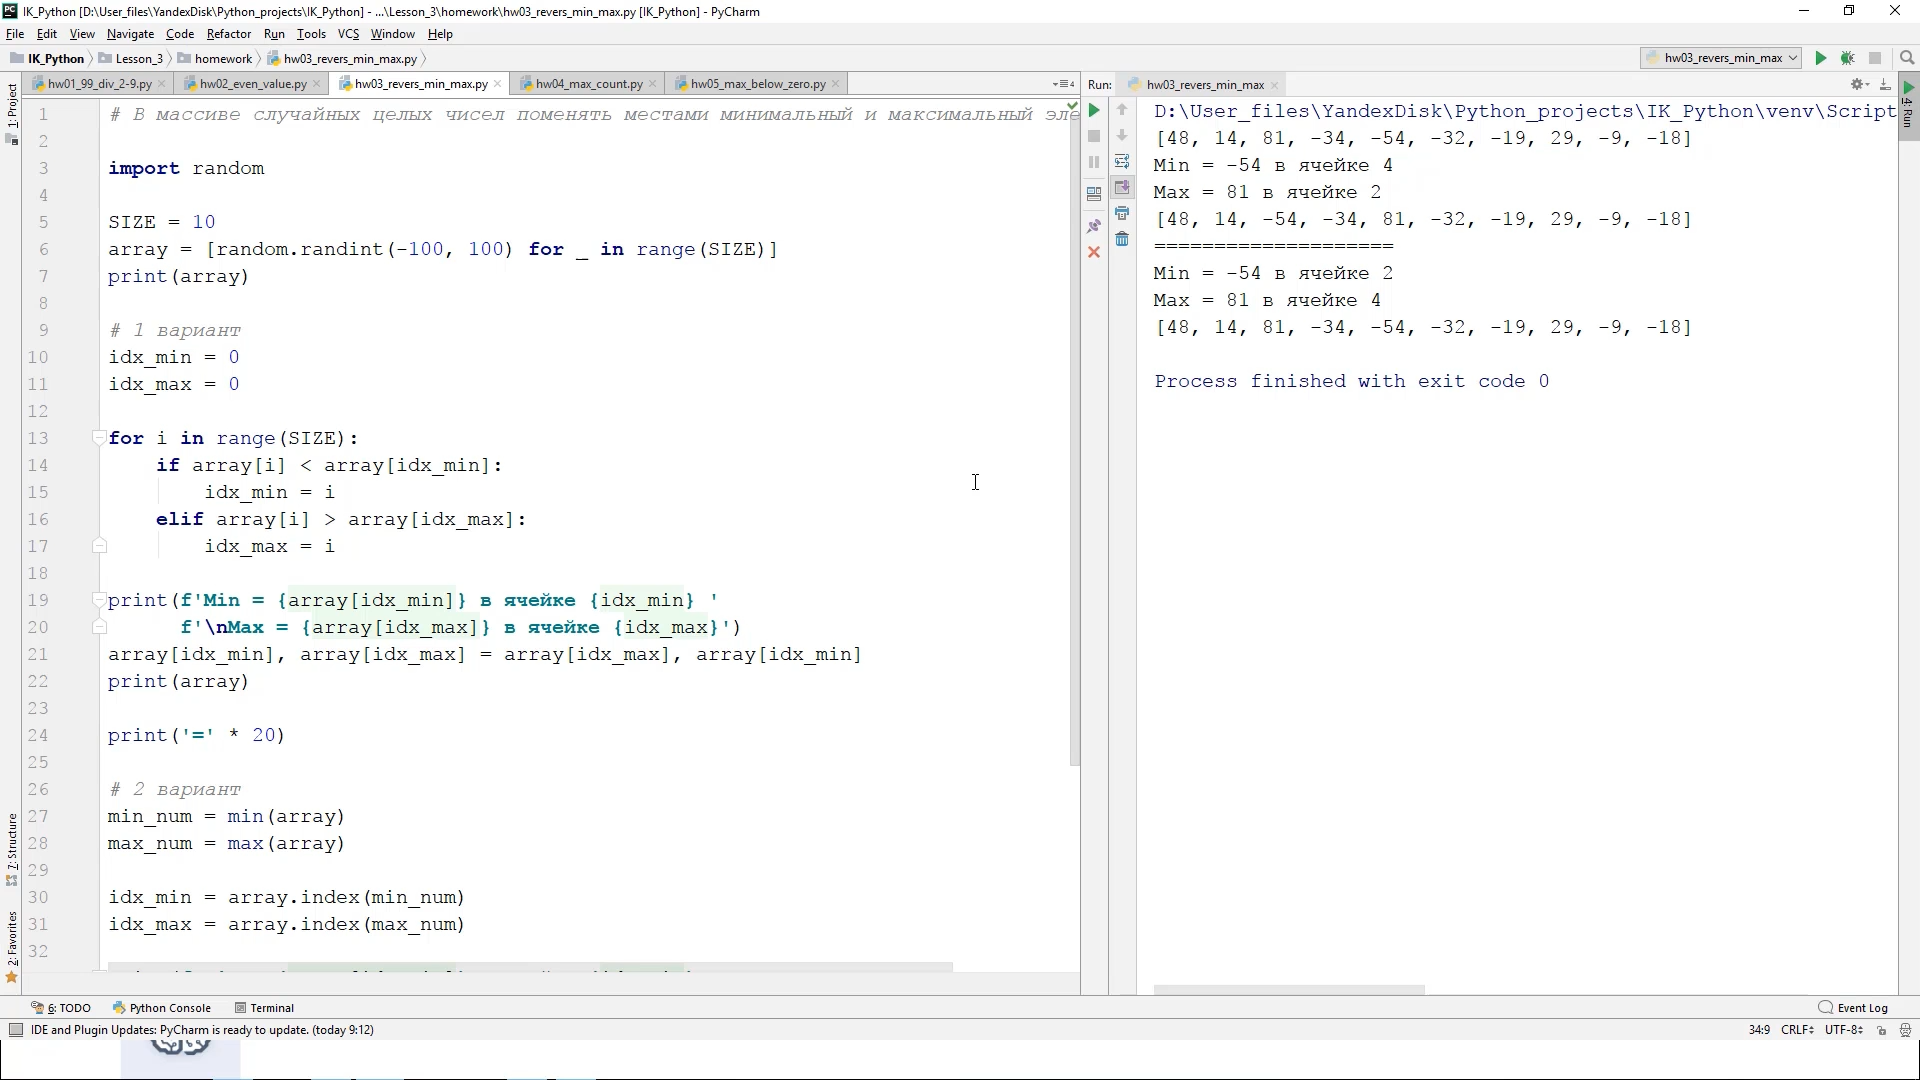 IK_Python [D:\User_files\YandexDisk\Python_projects\IK_Python] - ...\Lesson_3\homework\hw03_revers_min_max.py [IK_Python] - PyCharm
File Edit View Navigate Code Refactor Run Tools VCS Window Help
IK_Python Lesson_3 homework hw03_revers_min_max.py hw03_revers_min_max
hw01_99_div_2-9.py hw02_even_value.py hw03_revers_min_max.py hw04_max_count.py hw05_max_below_zero.py
1: Project
7: Structure
2: Favorites
1 # В массиве случайных целых чисел поменять местами минимальный и максимальный эле
2
3 import random
4
5 SIZE = 10
6 array = [random.randint(-100, 100) for _ in range(SIZE)]
7 print(array)
8
9 # 1 вариант
10 idx_min = 0
11 idx_max = 0
12
13 for i in range(SIZE):
14     if array[i] < array[idx_min]:
15         idx_min = i
16     elif array[i] > array[idx_max]:
17         idx_max = i
18
19 print(f'Min = {array[idx_min]} в ячейке {idx_min} '
20       f'\nMax = {array[idx_max]} в ячейке {idx_max}')
21 array[idx_min], array[idx_max] = array[idx_max], array[idx_min]
22 print(array)
23
24 print('=' * 20)
25
26 # 2 вариант
27 min_num = min(array)
28 max_num = max(array)
29
30 idx_min = array.index(min_num)
31 idx_max = array.index(max_num)
32
Run: hw03_revers_min_max
4: Run
D:\User_files\YandexDisk\Python_projects\IK_Python\venv\Script
[48, 14, 81, -34, -54, -32, -19, 29, -9, -18]
Min = -54 в ячейке 4
Max = 81 в ячейке 2
[48, 14, -54, -34, 81, -32, -19, 29, -9, -18]
====================
Min = -54 в ячейке 2
Max = 81 в ячейке 4
[48, 14, 81, -34, -54, -32, -19, 29, -9, -18]
Process finished with exit code 0
6: TODO Python Console Terminal Event Log
IDE and Plugin Updates: PyCharm is ready to update. (today 9:12) 34:9 CRLF UTF-8